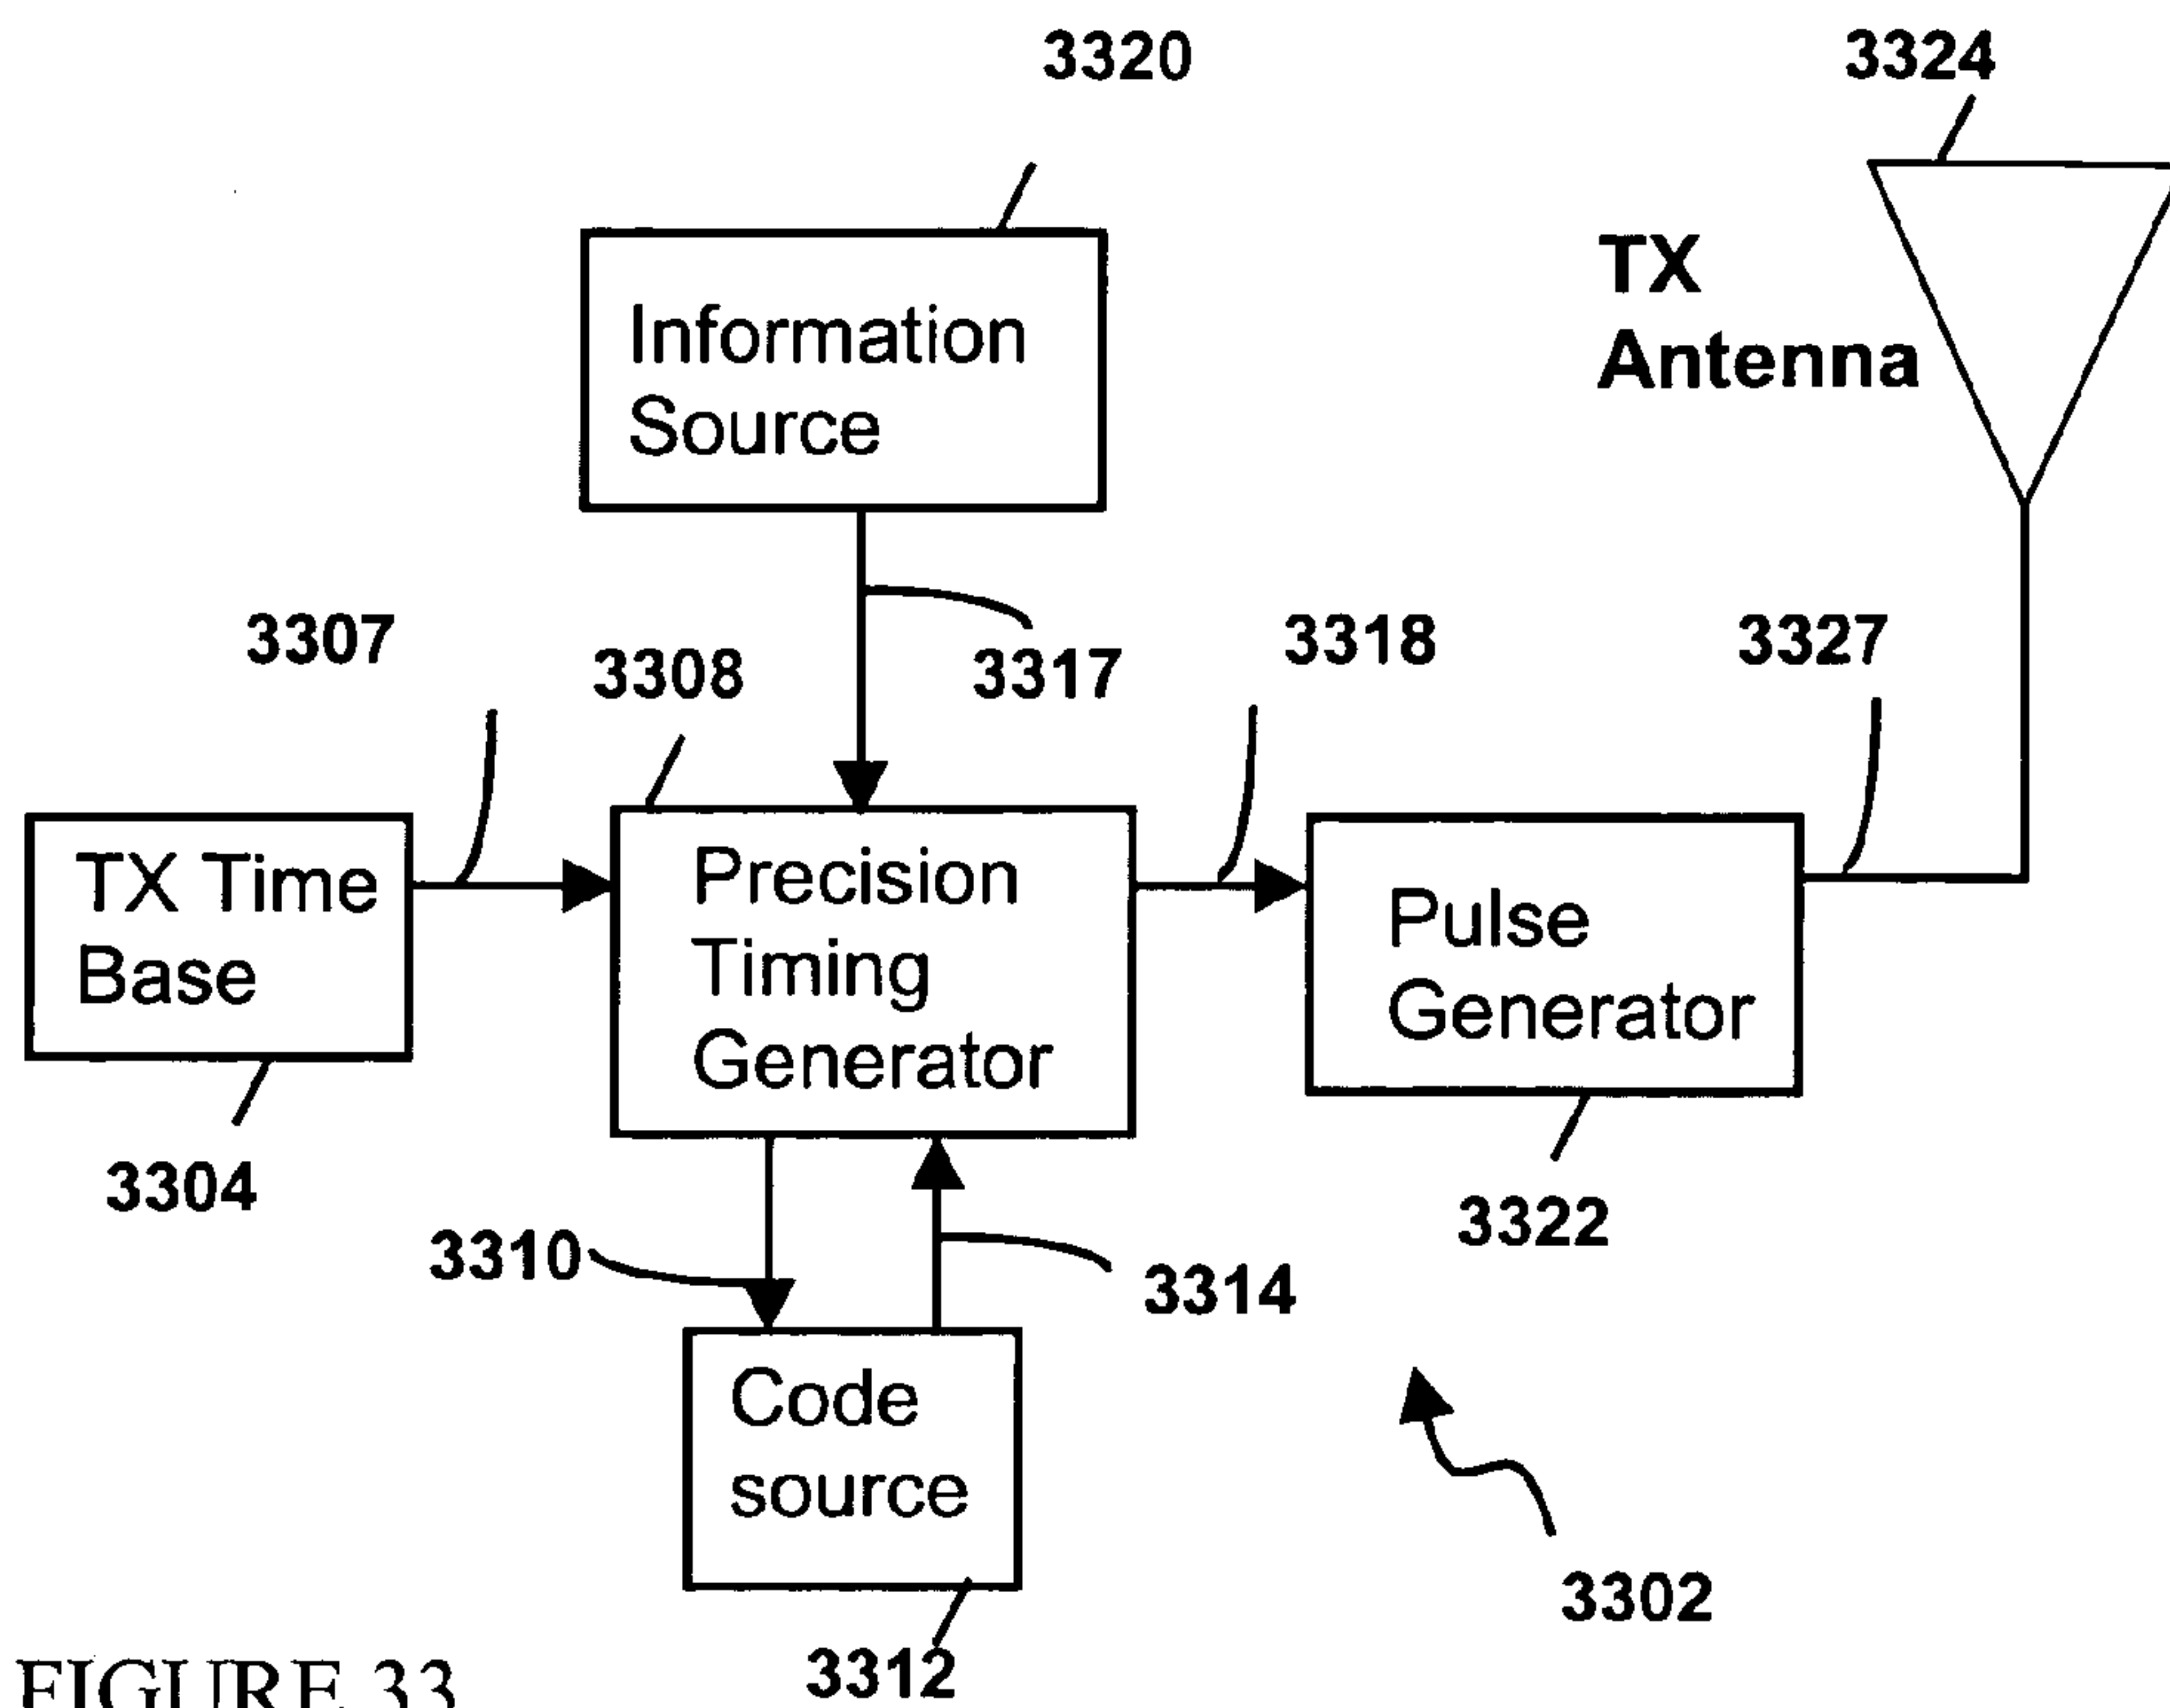 3320
3324
Information
Source
TX
Antenna
3307
3308
3317
3318
3327
TX Time
Base
Precision
Timing
Generator
Pulse
Generator
3304
3310
3314
3322
Code
source
3302
3312
FIGURE 33